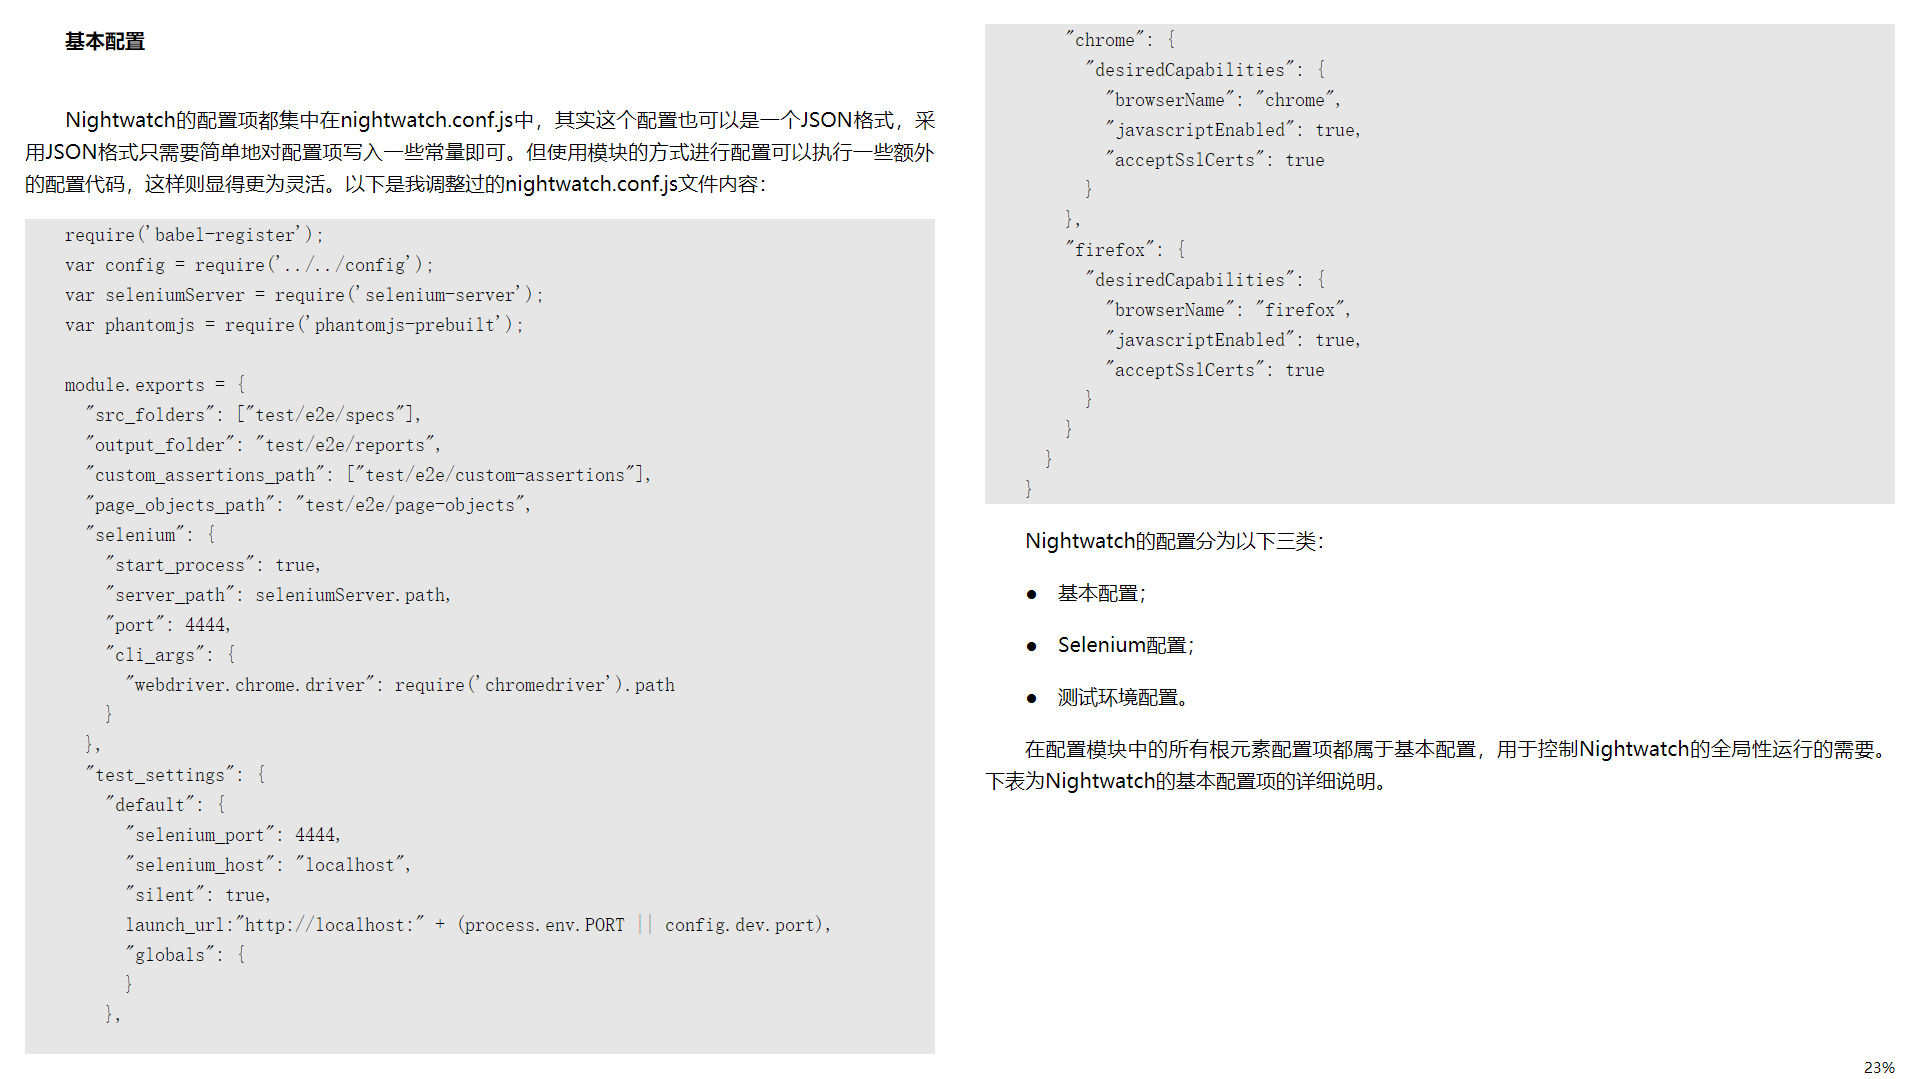 基本配置
Nightwatch的配置项都集中在nightwatch.conf.js中，其实这个配置也可以是一个JSON格式，采
用JSON格式只需要简单地对配置项写入一些常量即可。但使用模块的方式进行配置可以执行一些额外
的配置代码，这样则显得更为灵活。以下是我调整过的nightwatch.conf.js文件内容：
require('babel-register');
var config = require('../../config');
var seleniumServer = require('selenium-server');
var phantomjs = require('phantomjs-prebuilt');

module.exports = {
  "src_folders": ["test/e2e/specs"],
  "output_folder": "test/e2e/reports",
  "custom_assertions_path": ["test/e2e/custom-assertions"],
  "page_objects_path": "test/e2e/page-objects",
  "selenium": {
    "start_process": true,
    "server_path": seleniumServer.path,
    "port": 4444,
    "cli_args": {
      "webdriver.chrome.driver": require('chromedriver').path
    }
  },
  "test_settings": {
    "default": {
      "selenium_port": 4444,
      "selenium_host": "localhost",
      "silent": true,
      launch_url:"http://localhost:" + (process.env.PORT || config.dev.port),
      "globals": {
      }
    },
    "chrome": {
      "desiredCapabilities": {
        "browserName": "chrome",
        "javascriptEnabled": true,
        "acceptSslCerts": true
      }
    },
    "firefox": {
      "desiredCapabilities": {
        "browserName": "firefox",
        "javascriptEnabled": true,
        "acceptSslCerts": true
      }
    }
  }
}
Nightwatch的配置分为以下三类：
● 基本配置；
● Selenium配置；
● 测试环境配置。
在配置模块中的所有根元素配置项都属于基本配置，用于控制Nightwatch的全局性运行的需要。
下表为Nightwatch的基本配置项的详细说明。
23%